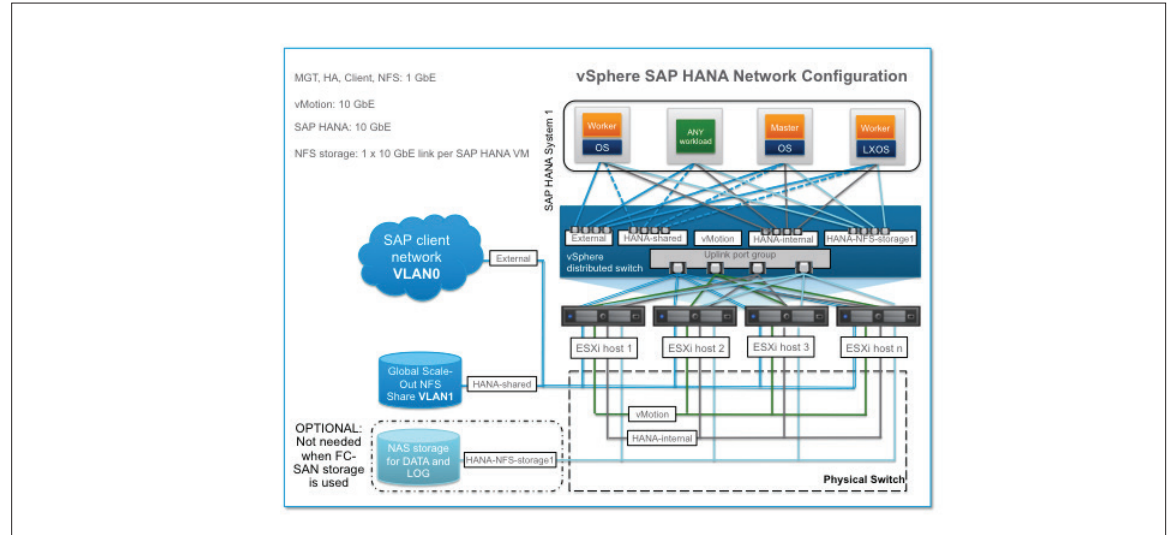 vSphere SAP HANA Network Configuration
MGT, HA, Client, NFS: 1 GbE
vMotion: 10 GbE
SAP HANA: 10 GbE
NFS storage: 1 x 10 GbE link per SAP HANA VM
SAP HANA System 1
Worker
OS
ANY
workload
Master
OS
Worker
LXOS
External
HANA-shared
vMotion
HANA-internal
HANA-NFS-storage1
vSphere
distributed switch
Uplink port group
SAP client
network
VLAN0
External
ESXi host 1
ESXi host 2
ESXi host 3
ESXi host n
Global Scale-
Out NFS
Share VLAN1
HANA-shared
vMotion
HANA-internal
OPTIONAL:
Not needed
when FC-
SAN storage
is used
NAS storage
for DATA and
LOG
HANA-NFS-storage1
Physical Switch